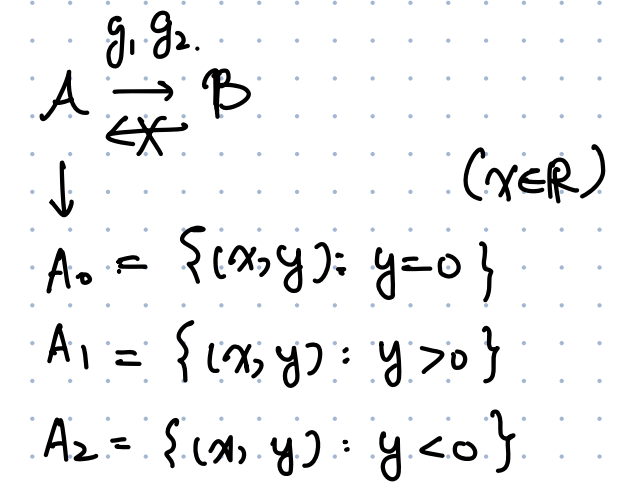 g₁ g₂.
A → B
↚
(x∈ℝ)
↓
A₀ = {(x,y): y=0}
A₁ = {(x,y): y>0}
A₂ = {(x, y): y<0}